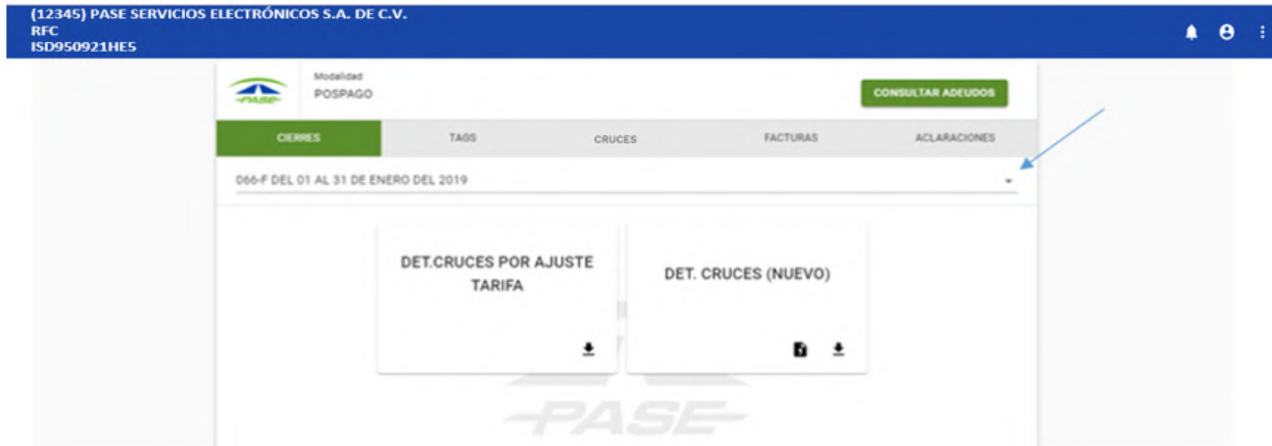 (12345) PASE SERVICIOS ELECTRÓNICOS S.A. DE C.V.
RFC
ISD950921HE5
PASE
Modalidad
POSPAGO
CONSULTAR ADEUDOS
CIERRES TAGS CRUCES FACTURAS ACLARACIONES
066-F DEL 01 AL 31 DE ENERO DEL 2019
DET.CRUCES POR AJUSTE
TARIFA
DET. CRUCES (NUEVO)
PASE